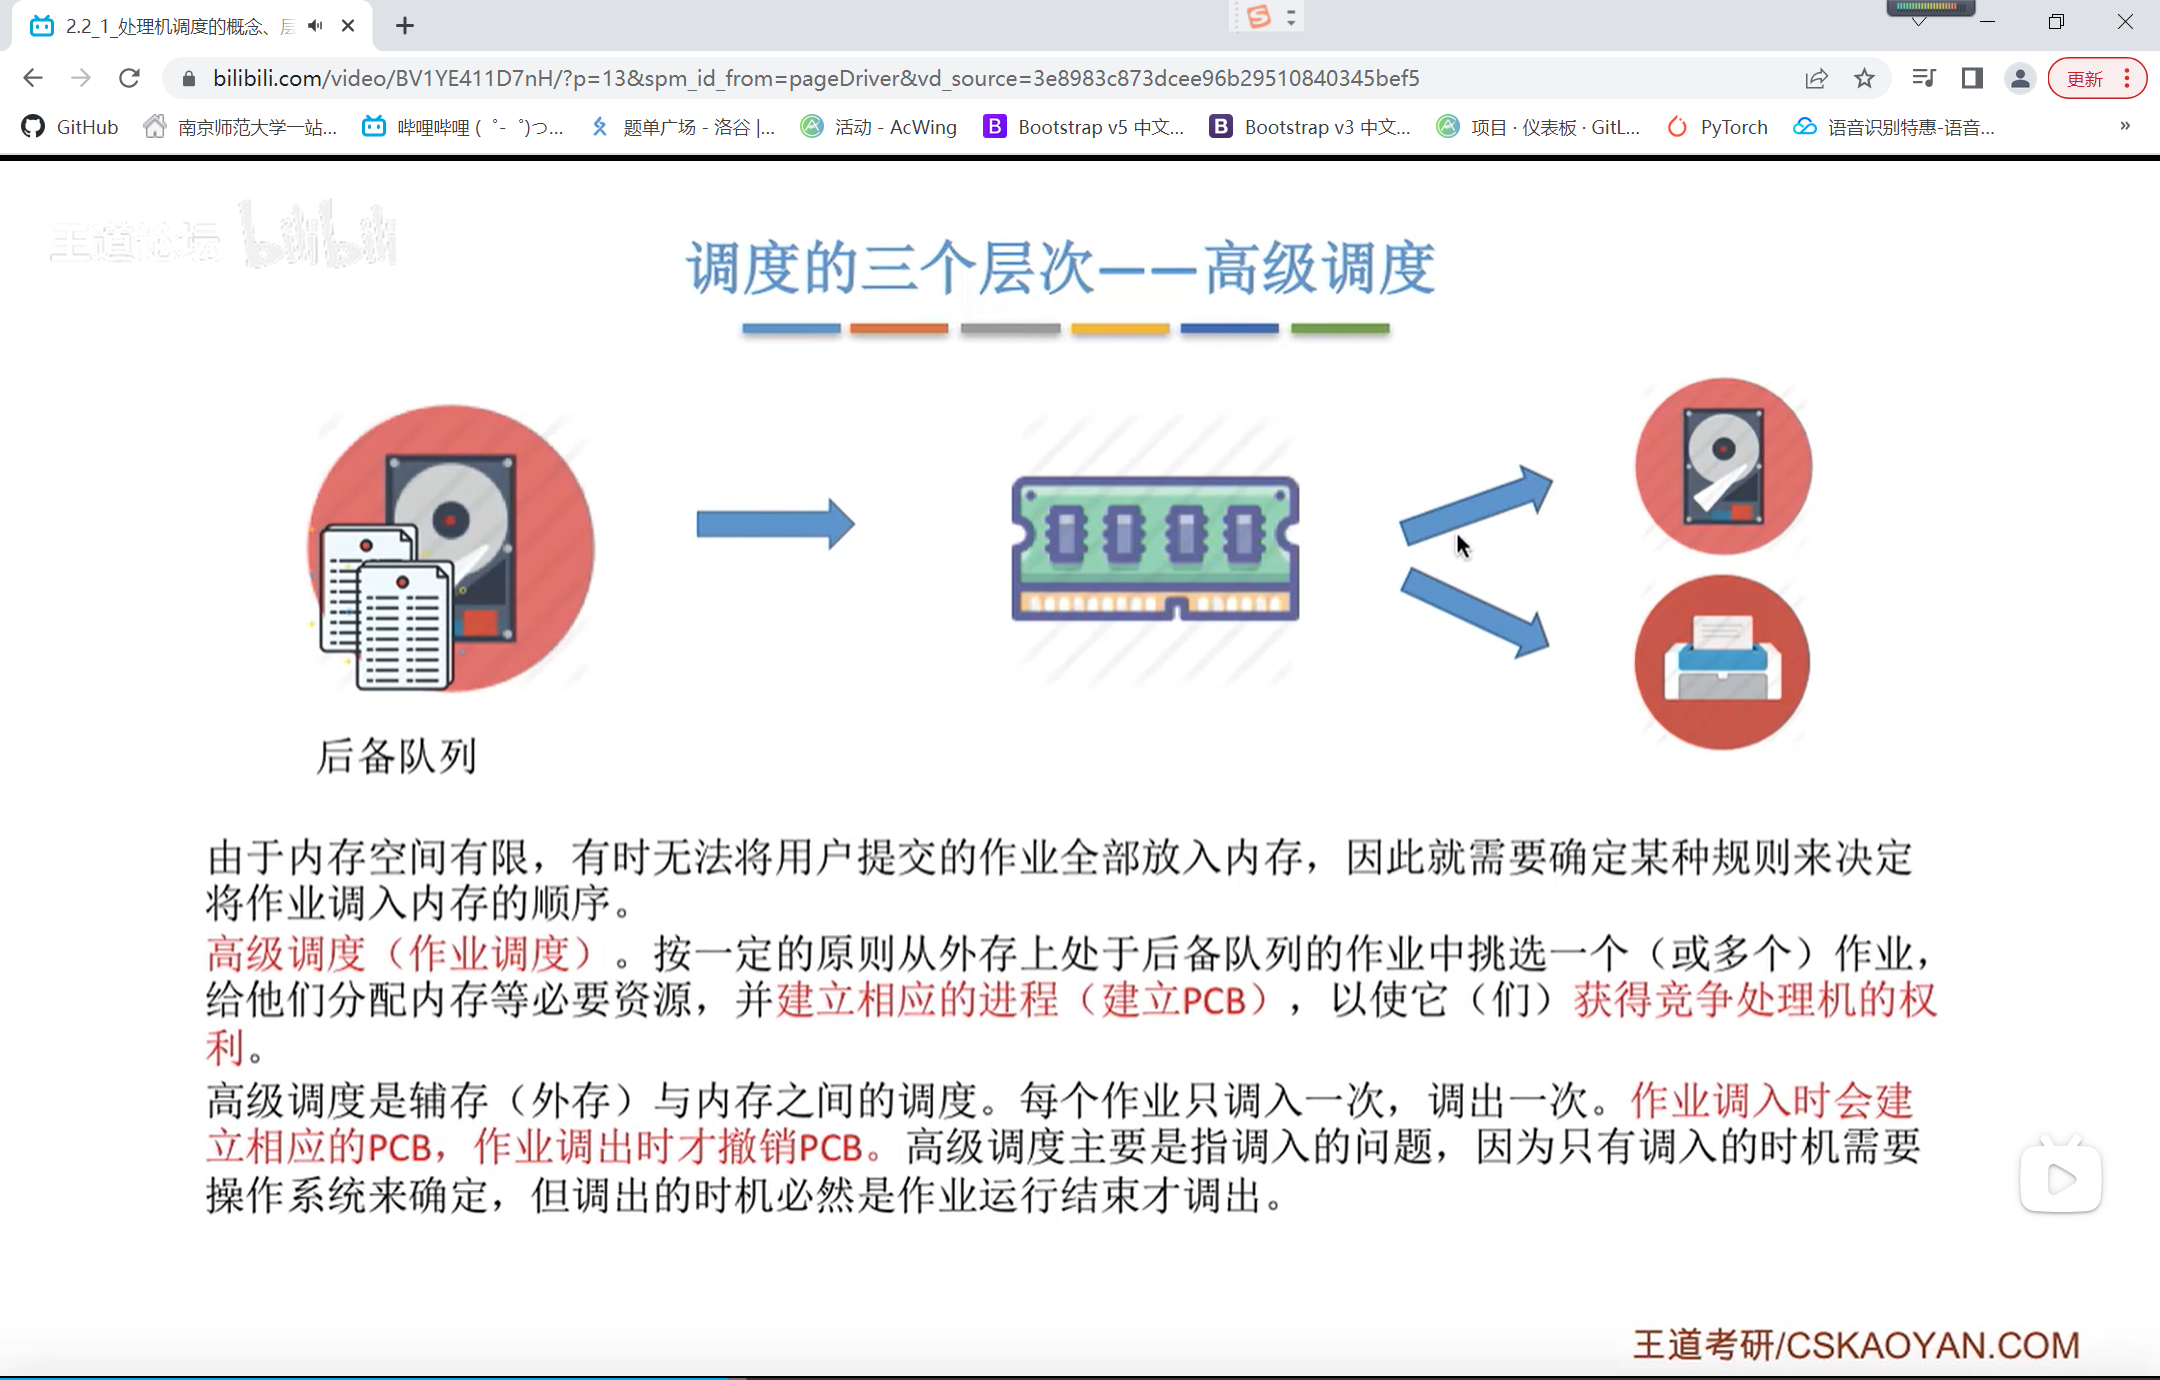 2.2_1_处理机调度的概念、层
bilibili.com/video/BV1YE411D7nH/?p=13&spm_id_from=pageDriver&vd_source=3e8983c873dcee96b29510840345bef5
更新
GitHub 南京师范大学一站... 哔哩哔哩 (゜-゜)つ... 题单广场 - 洛谷 |... 活动 - AcWing Bootstrap v5 中文... Bootstrap v3 中文... 项目 · 仪表板 · GitL... PyTorch 语音识别特惠-语音... »
王道论坛 bilibili
调度的三个层次——高级调度
后备队列
由于内存空间有限，有时无法将用户提交的作业全部放入内存，因此就需要确定某种规则来决定
将作业调入内存的顺序。
高级调度（作业调度）。按一定的原则从外存上处于后备队列的作业中挑选一个（或多个）作业，
给他们分配内存等必要资源，并建立相应的进程（建立PCB），以使它（们）获得竞争处理机的权
利。
高级调度是辅存（外存）与内存之间的调度。每个作业只调入一次，调出一次。作业调入时会建
立相应的PCB，作业调出时才撤销PCB。高级调度主要是指调入的问题，因为只有调入的时机需要
操作系统来确定，但调出的时机必然是作业运行结束才调出。
王道考研/CSKAOYAN.COM